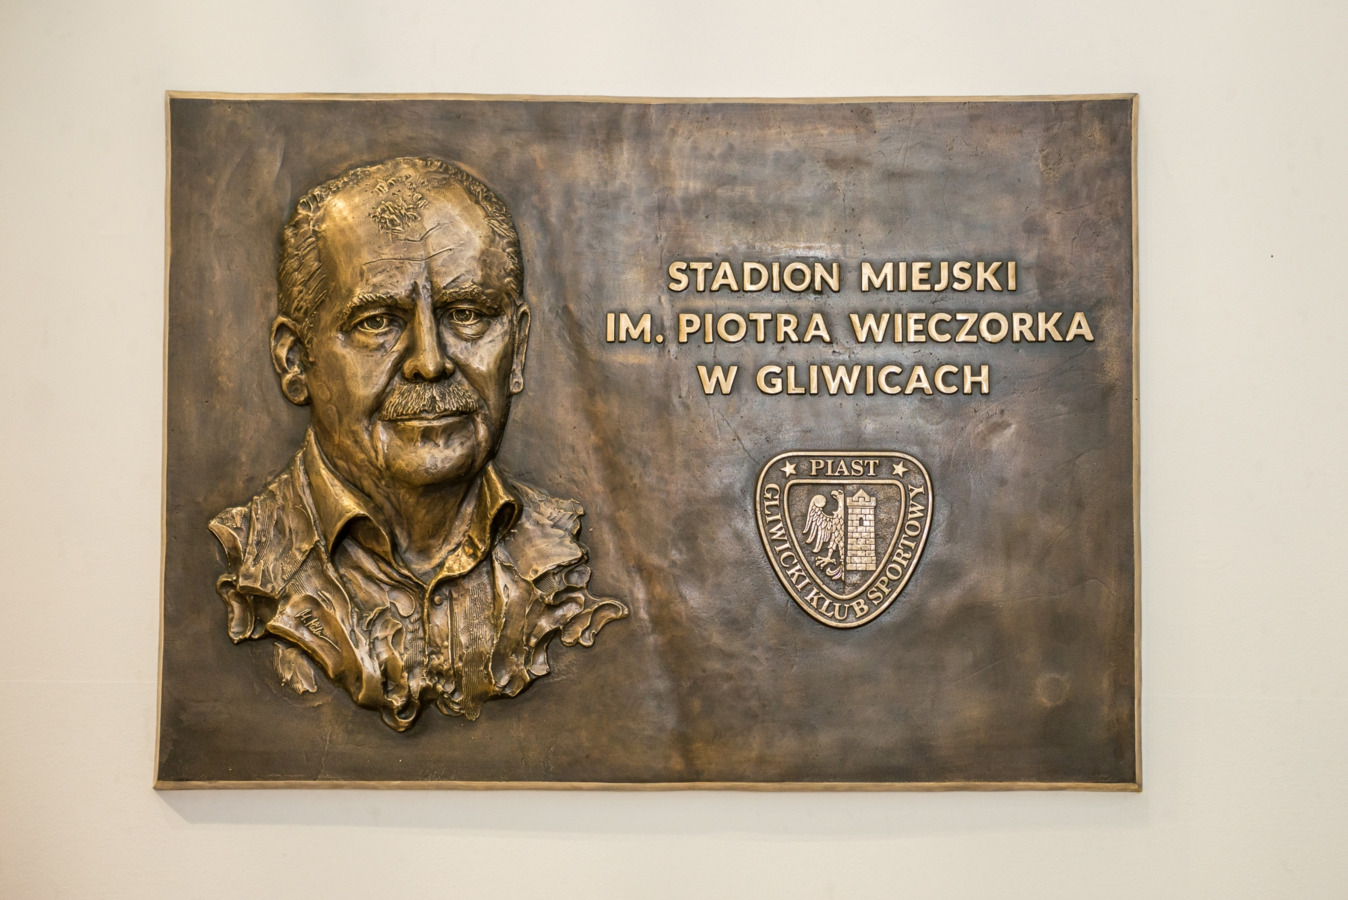 STADION MIEJSKI
IM. PIOTRA WIECZORKA
W GLIWICACH
PIAST
GLIWICKI KLUB SPORTOWY